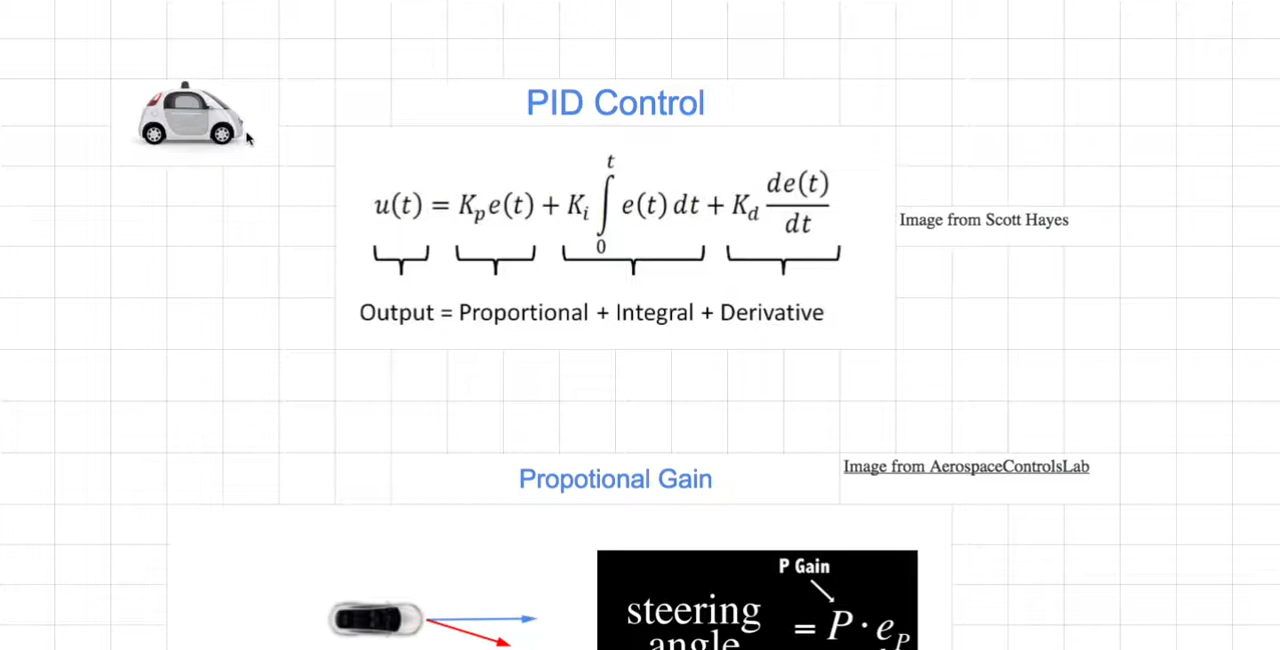 PID Control
u(t) = K_p e(t) + K_i ∫_0^t e(t) dt + K_d de(t)/dt
Image from Scott Hayes
Output = Proportional + Integral + Derivative
Image from AerospaceControlsLab
Propotional Gain
P Gain
steering
angle
= P · e_P